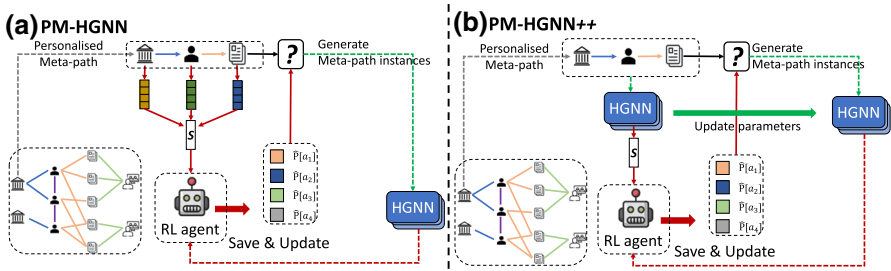 (a) PM-HGNN
Personalised
Meta-path
?
Generate
Meta-path instances
S
P̃[a₁]
P̃[a₂]
P̃[a₃]
P̃[a₄]
RL agent
Save & Update
HGNN
(b) PM-HGNN++
Personalised
Meta-path
?
Generate
Meta-path instances
HGNN
HGNN
Update parameters
S
P̃[a₁]
P̃[a₂]
P̃[a₃]
P̃[a₄]
RL agent
Save & Update